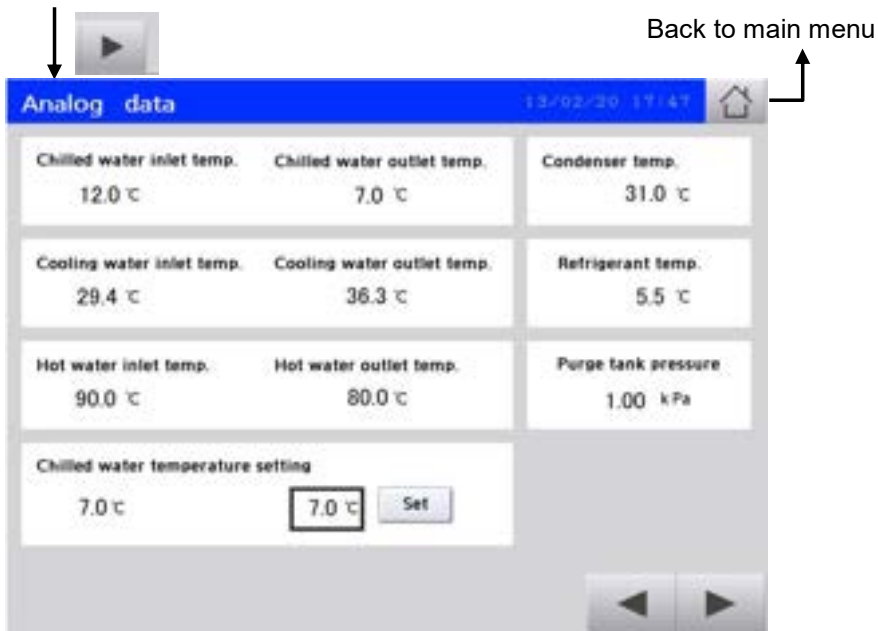 Back to main menu
Analog data 13/02/20 17:47
Chilled water inlet temp. Chilled water outlet temp. Condenser temp.
12.0 ℃ 7.0 ℃ 31.0 ℃
Cooling water inlet temp. Cooling water outlet temp. Refrigerant temp.
29.4 ℃ 36.3 ℃ 5.5 ℃
Hot water inlet temp. Hot water outlet temp. Purge tank pressure
90.0 ℃ 80.0 ℃ 1.00 kPa
Chilled water temperature setting
7.0 ℃ 7.0 ℃ Set